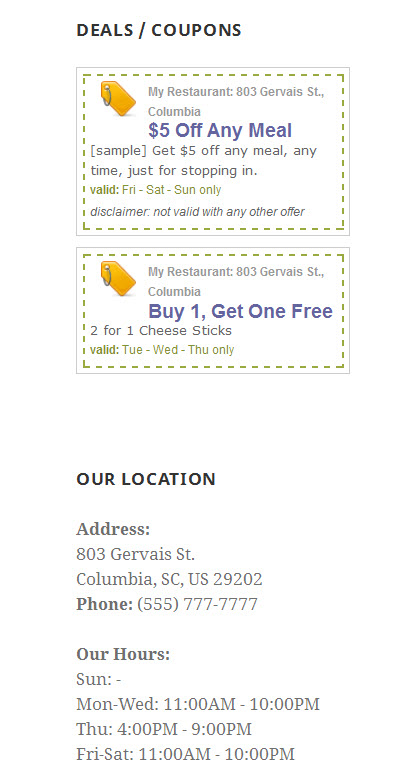 DEALS / COUPONS
My Restaurant: 803 Gervais St.,
Columbia
$5 Off Any Meal
[sample] Get $5 off any meal, any
time, just for stopping in.
valid: Fri - Sat - Sun only
disclaimer: not valid with any other offer
My Restaurant: 803 Gervais St.,
Columbia
Buy 1, Get One Free
2 for 1 Cheese Sticks
valid: Tue - Wed - Thu only
OUR LOCATION
Address:
803 Gervais St.
Columbia, SC, US 29202
Phone: (555) 777-7777
Our Hours:
Sun: -
Mon-Wed: 11:00AM - 10:00PM
Thu: 4:00PM - 9:00PM
Fri-Sat: 11:00AM - 10:00PM